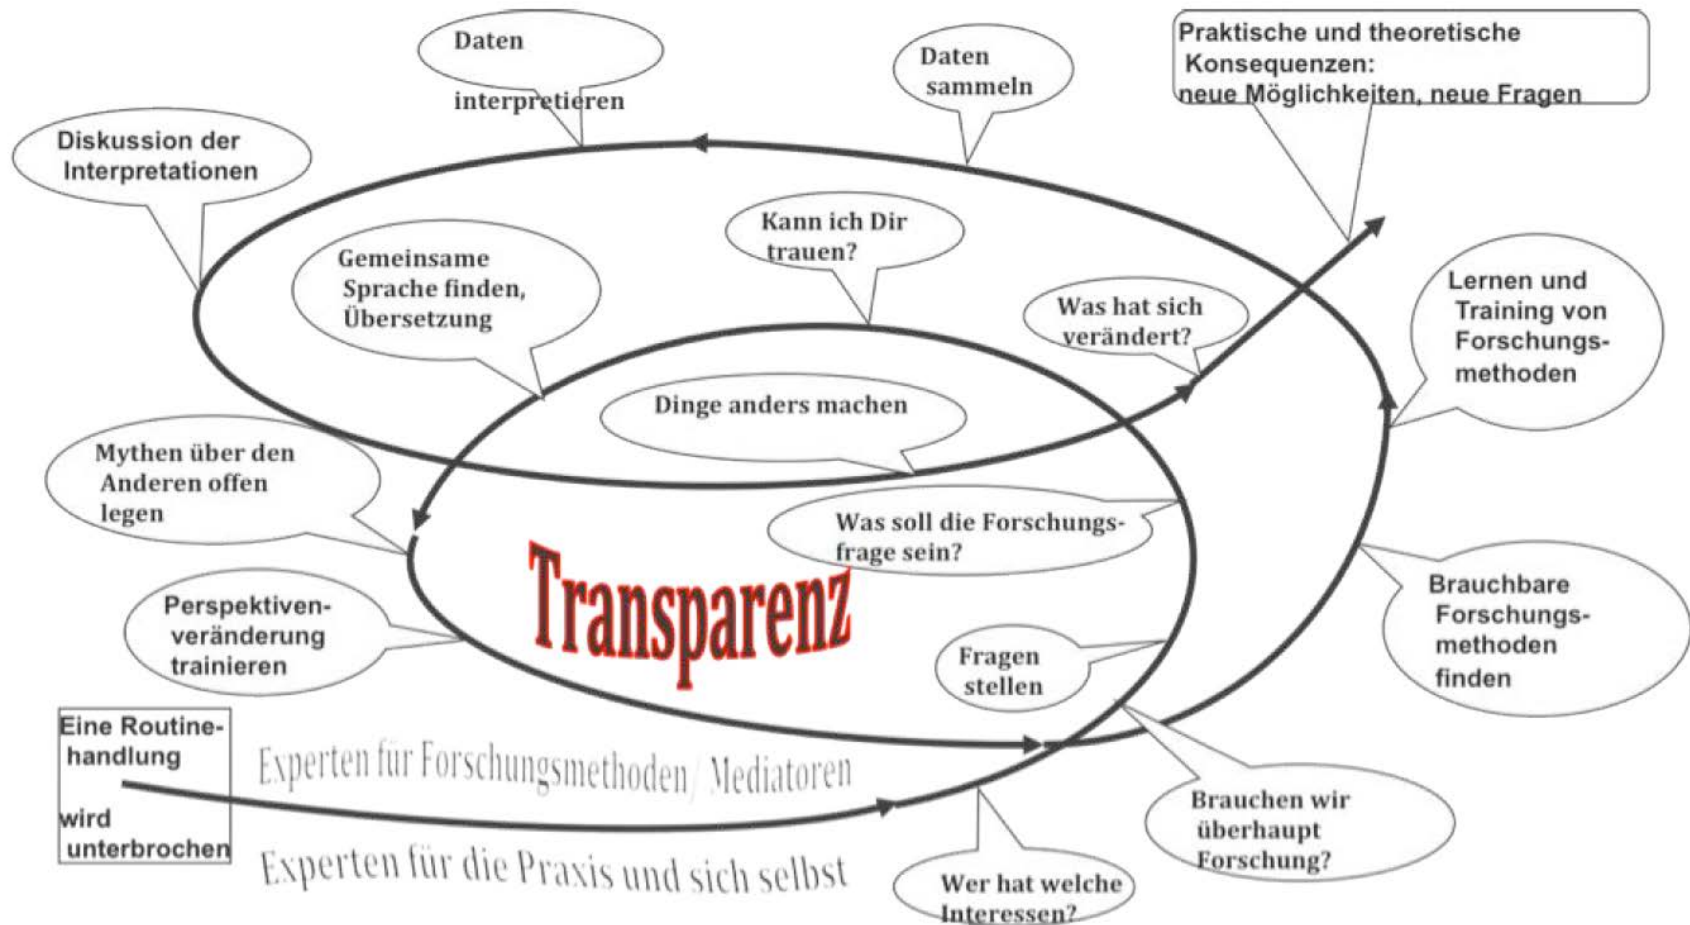 Daten
interpretieren
Daten
sammeln
Praktische und theoretische
Konsequenzen:
neue Möglichkeiten, neue Fragen
Diskussion der
Interpretationen
Kann ich Dir
trauen?
Gemeinsame
Sprache finden,
Übersetzung
Was hat sich
verändert?
Lernen und
Training von
Forschungs-
methoden
Dinge anders machen
Mythen über den
Anderen offen
legen
Was soll die Forschungs-
frage sein?
Transparenz
Perspektiven-
veränderung
trainieren
Brauchbare
Forschungs-
methoden
finden
Fragen
stellen
Eine Routine-
handlung
wird
unterbrochen
Experten für Forschungsmethoden/ Mediatoren
Experten für die Praxis und sich selbst
Brauchen wir
überhaupt
Forschung?
Wer hat welche
Interessen?